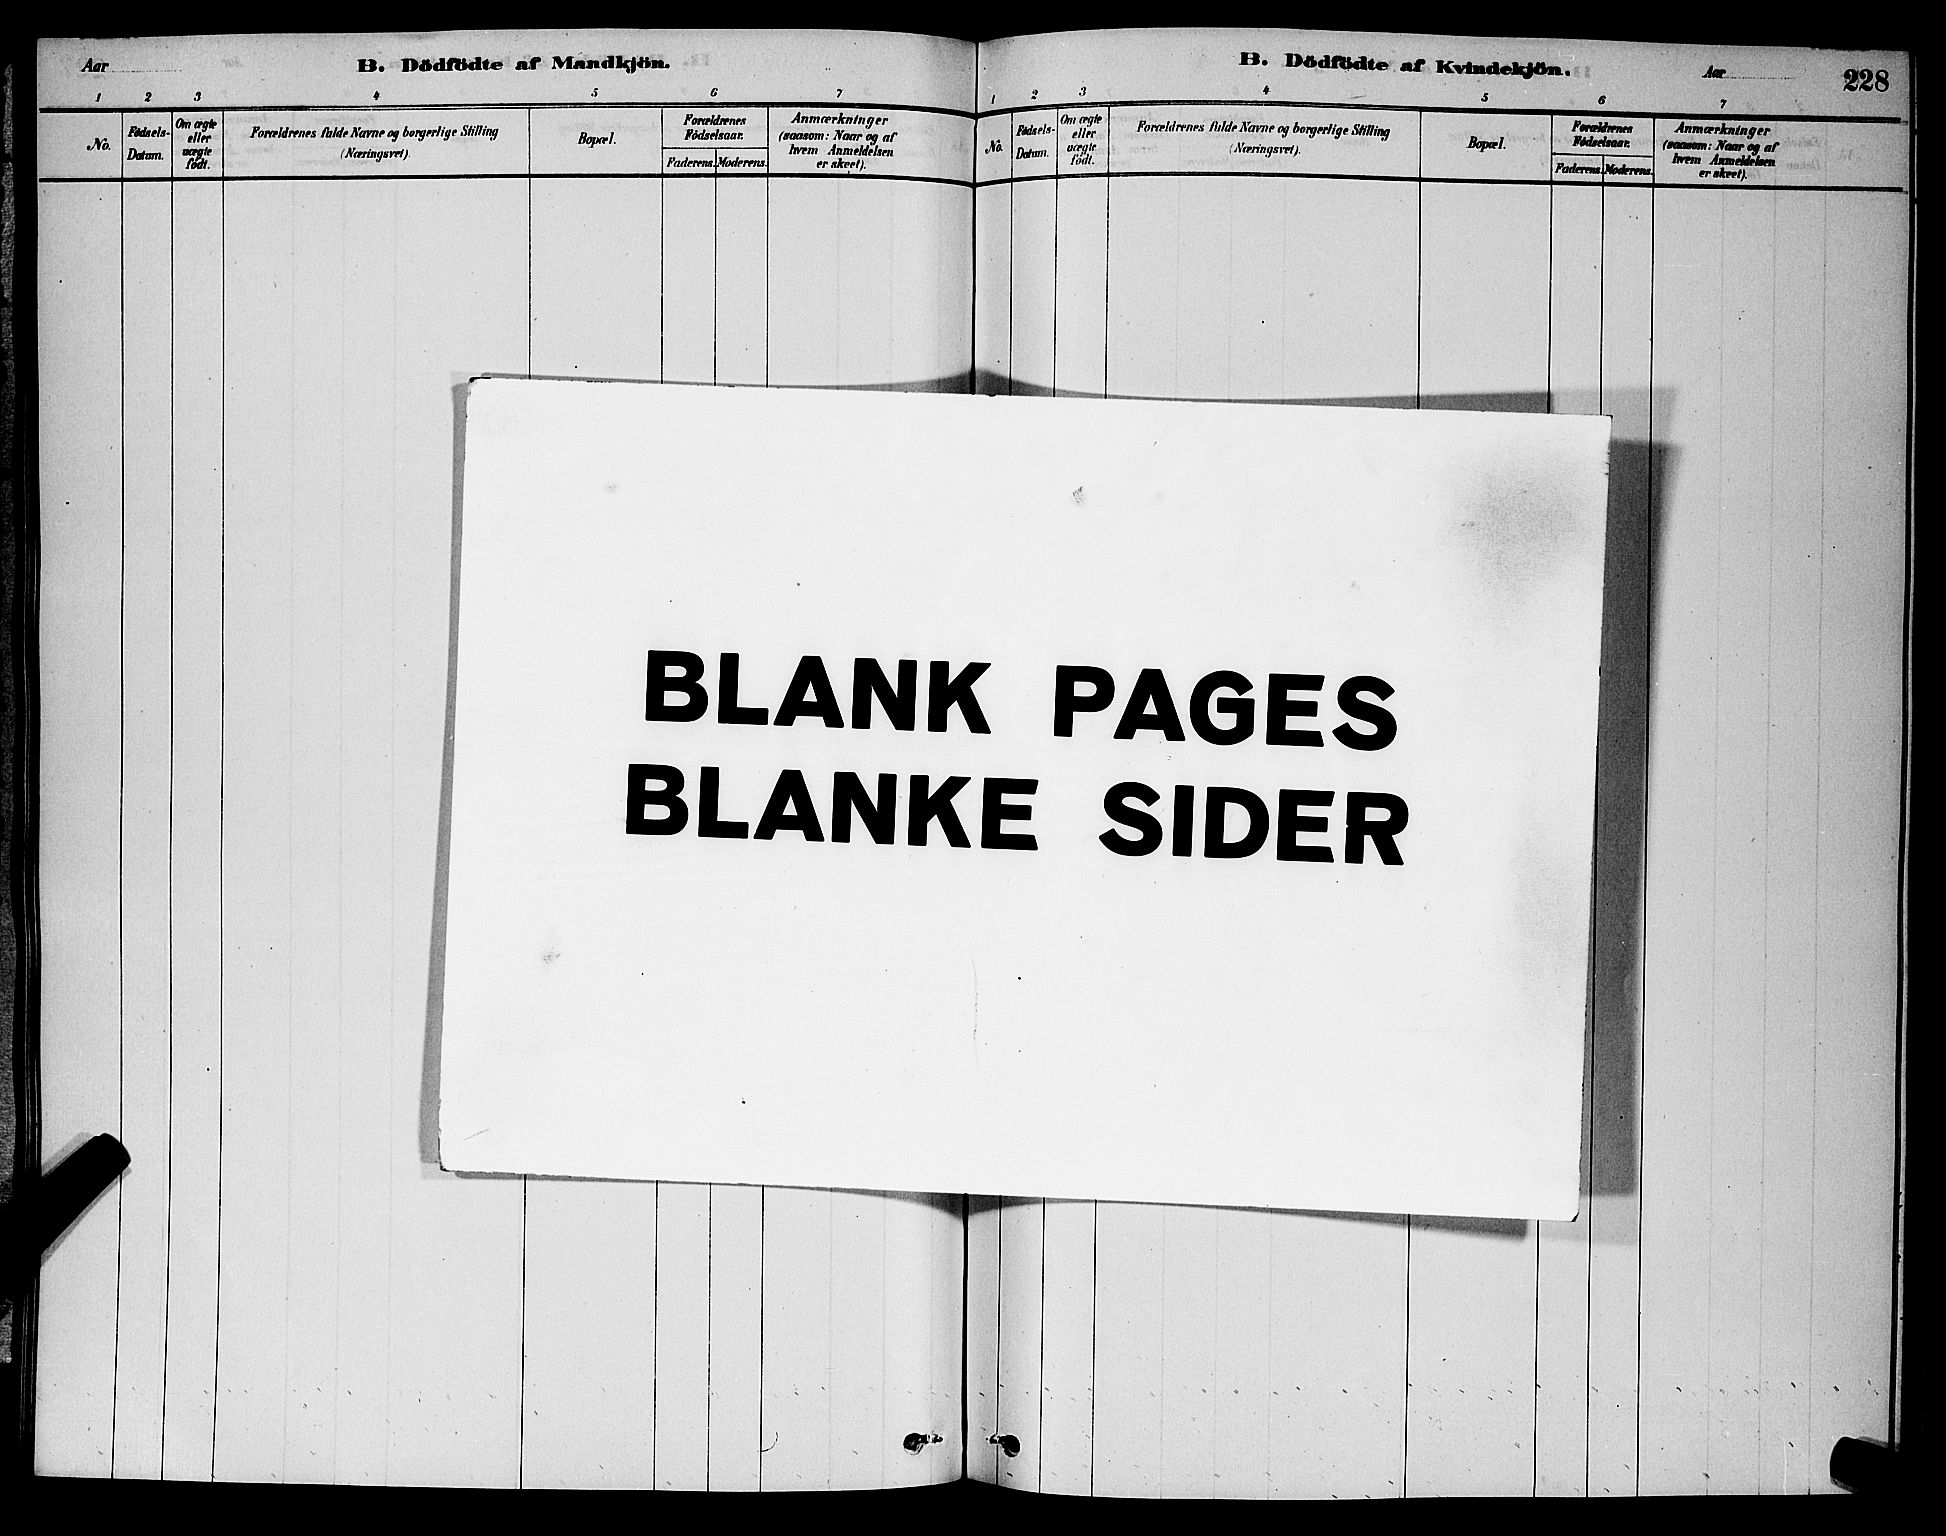 Aar
B. Dödfödte af Mandkjön.
1 2 3 4 5 6 7
No.
Fødsels-
Datum.
Om ægte
eller
uægte
født.
Forældrenes fulde Navne og borgerlige Stilling
(Næringsvei).
Bopæl.
Forældrenes
Fødselsaar.
Faderens. Moderens.
Anmærkninger
(saasom: Naar og af
hvem Anmeldelsen
er skeet).
B. Dödfödte af Kvindekjön.
Aar
228
1 2 3 4 5 6 7
No.
Fødsels-
Datum.
Om ægte
eller
uægte
født.
Forældrenes fulde Navne og borgerlige Stilling
(Næringsvei).
Bopæl.
Forældrenes
Fødselsaar.
Faderens. Moderens.
Anmærkninger
(saasom: Naar og af
hvem Anmeldelsen
er skeet).
BLANK PAGES
BLANKE SIDER